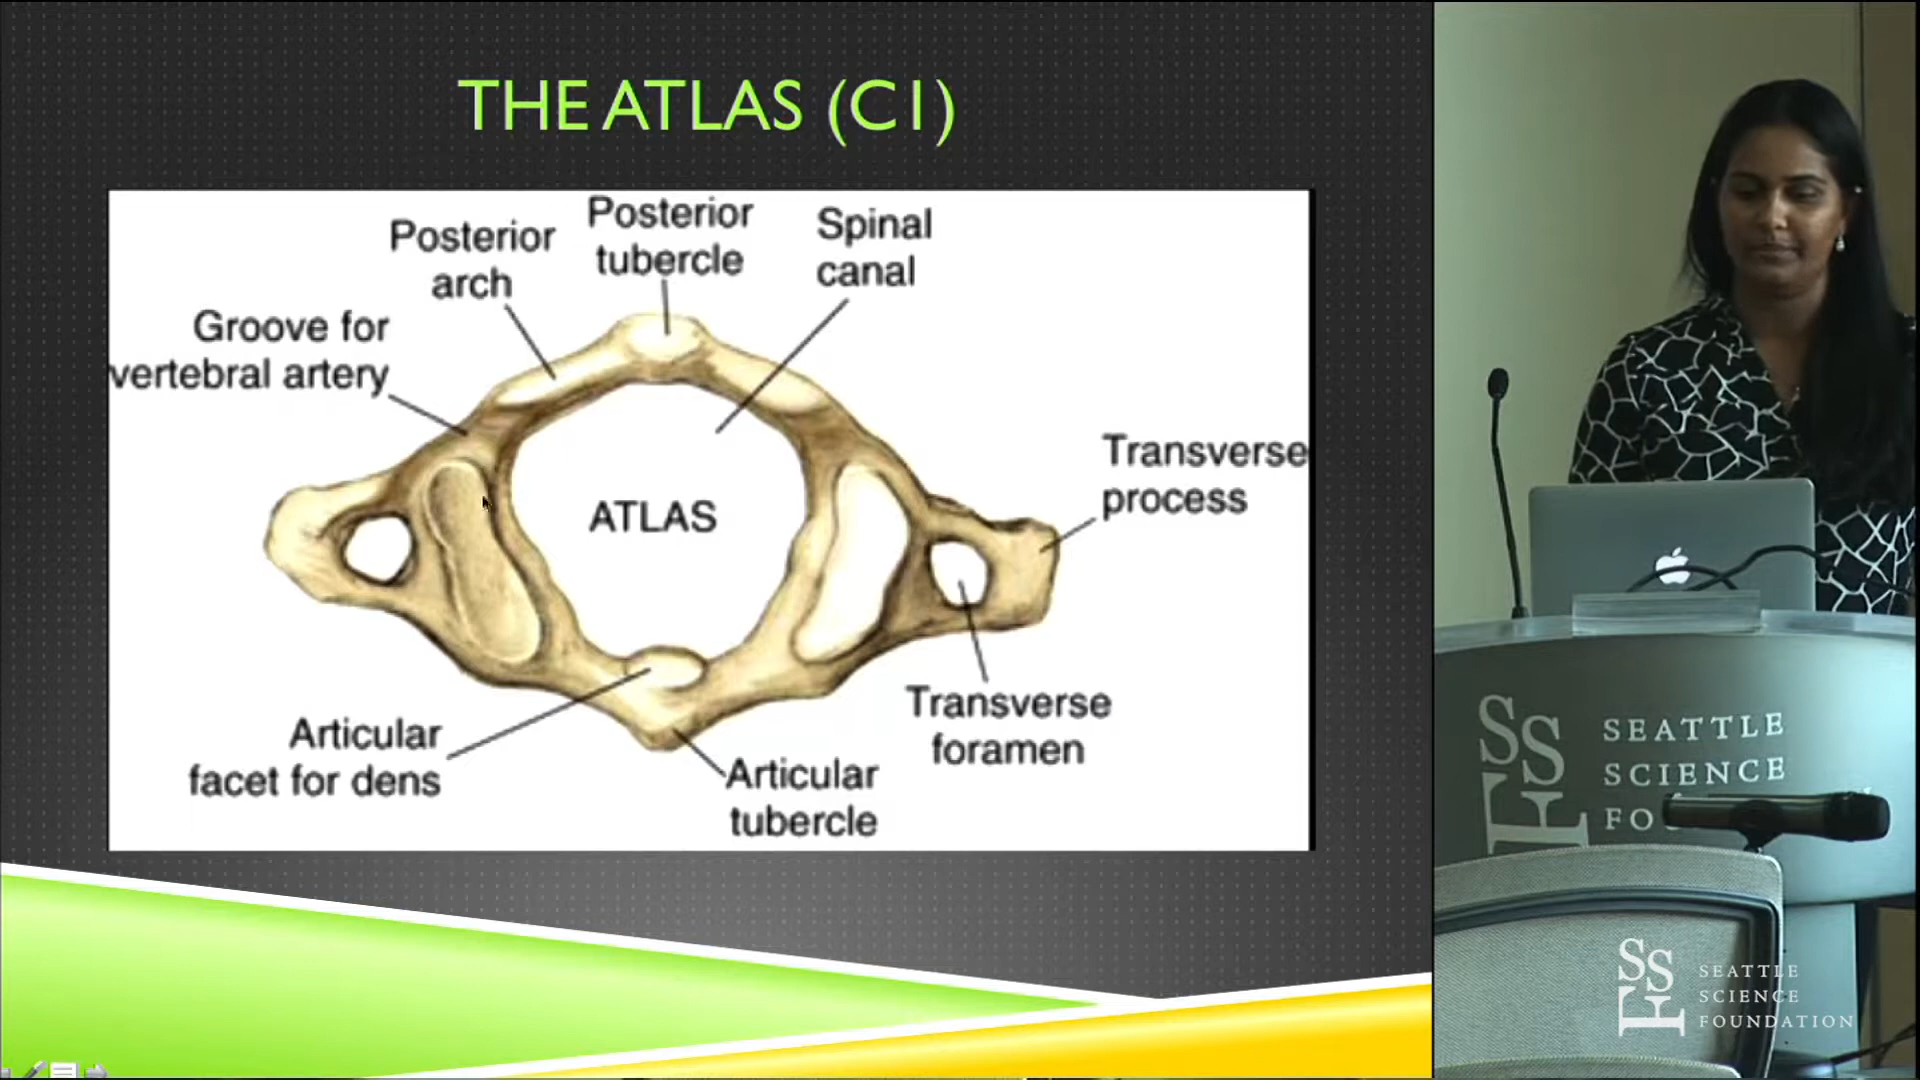 THE ATLAS (C1)
Posterior
arch
Posterior
tubercle
Spinal
canal
Groove for
vertebral artery
Transverse
process
ATLAS
Transverse
foramen
Articular
facet for dens
Articular
tubercle
SEATTLE
SCIENCE
FO
SEATTLE
SCIENCE
FOUNDATION